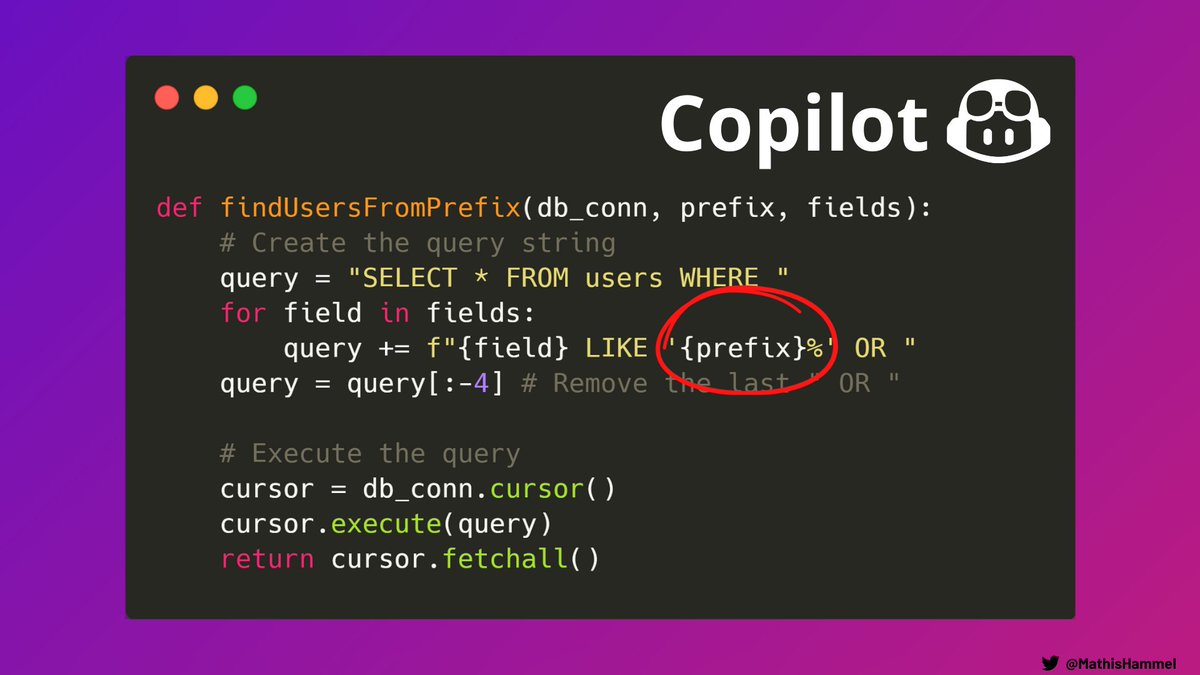 Copilot
def findUsersFromPrefix(db_conn, prefix, fields):
    # Create the query string
    query = "SELECT * FROM users WHERE "
    for field in fields:
        query += f"{field} LIKE '{prefix}%' OR "
    query = query[:-4] # Remove the last " OR "

    # Execute the query
    cursor = db_conn.cursor()
    cursor.execute(query)
    return cursor.fetchall()
@MathisHammel